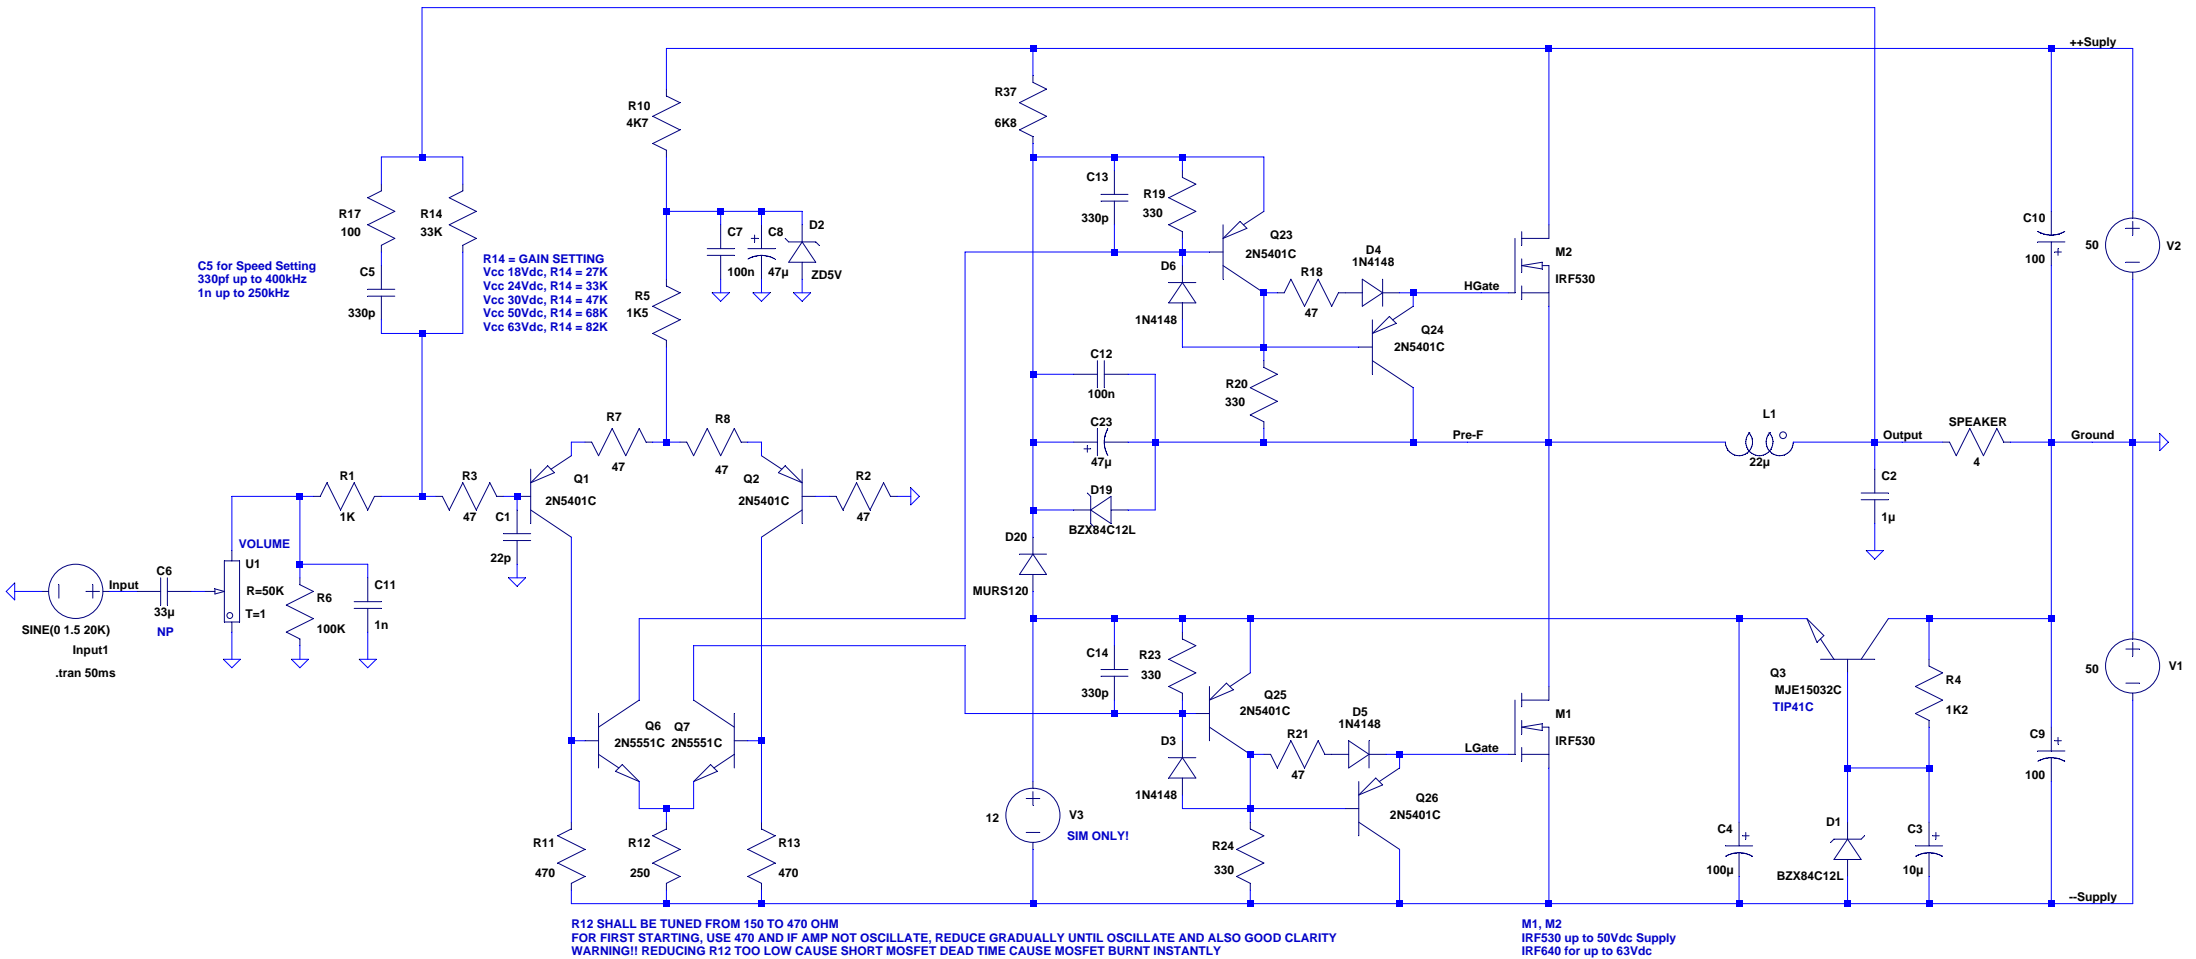 ++Suply
R10
4K7
R37
6K8
C13
330p
R19
330
Q23
2N5401C
D4
1N4148
M2
IRF530
C10
100
50
V2
R17
100
R14
33K
C5 for Speed Setting
330pf up to 400kHz
1n up to 250kHz
C5
330p
R14 = GAIN SETTING
Vcc 18Vdc, R14 = 27K
Vcc 24Vdc, R14 = 33K
Vcc 30Vdc, R14 = 47K
Vcc 50Vdc, R14 = 68K
Vcc 63Vdc, R14 = 82K
C7
100n
C8
47µ
D2
ZD5V
R5
1K5
D6
1N4148
R18
47
HGate
Q24
2N5401C
C12
100n
R20
330
C23
47µ
Pre-F
L1
22µ
Output
SPEAKER
4
Ground
R7
47
R8
47
R1
1K
R3
47
Q1
2N5401C
Q2
2N5401C
R2
47
C1
22p
D19
BZX84C12L
C2
1µ
D20
MURS120
VOLUME
U1
R=50K
T=1
Input
C6
33µ
NP
R6
100K
C11
1n
SINE(0 1.5 20K)
Input1
.tran 50ms
C14
330p
R23
330
Q25
2N5401C
D5
1N4148
M1
IRF530
Q3
MJE15032C
TIP41C
R4
1K2
50
V1
Q6
2N5551C
Q7
2N5551C
D3
1N4148
R21
47
LGate
Q26
2N5401C
C9
100
12
V3
SIM ONLY!
R11
470
R12
250
R13
470
R24
330
C4
100µ
D1
BZX84C12L
C3
10µ
--Supply
R12 SHALL BE TUNED FROM 150 TO 470 OHM
FOR FIRST STARTING, USE 470 AND IF AMP NOT OSCILLATE, REDUCE GRADUALLY UNTIL OSCILLATE AND ALSO GOOD CLARITY
WARNING!! REDUCING R12 TOO LOW CAUSE SHORT MOSFET DEAD TIME CAUSE MOSFET BURNT INSTANTLY
M1, M2
IRF530 up to 50Vdc Supply
IRF640 for up to 63Vdc